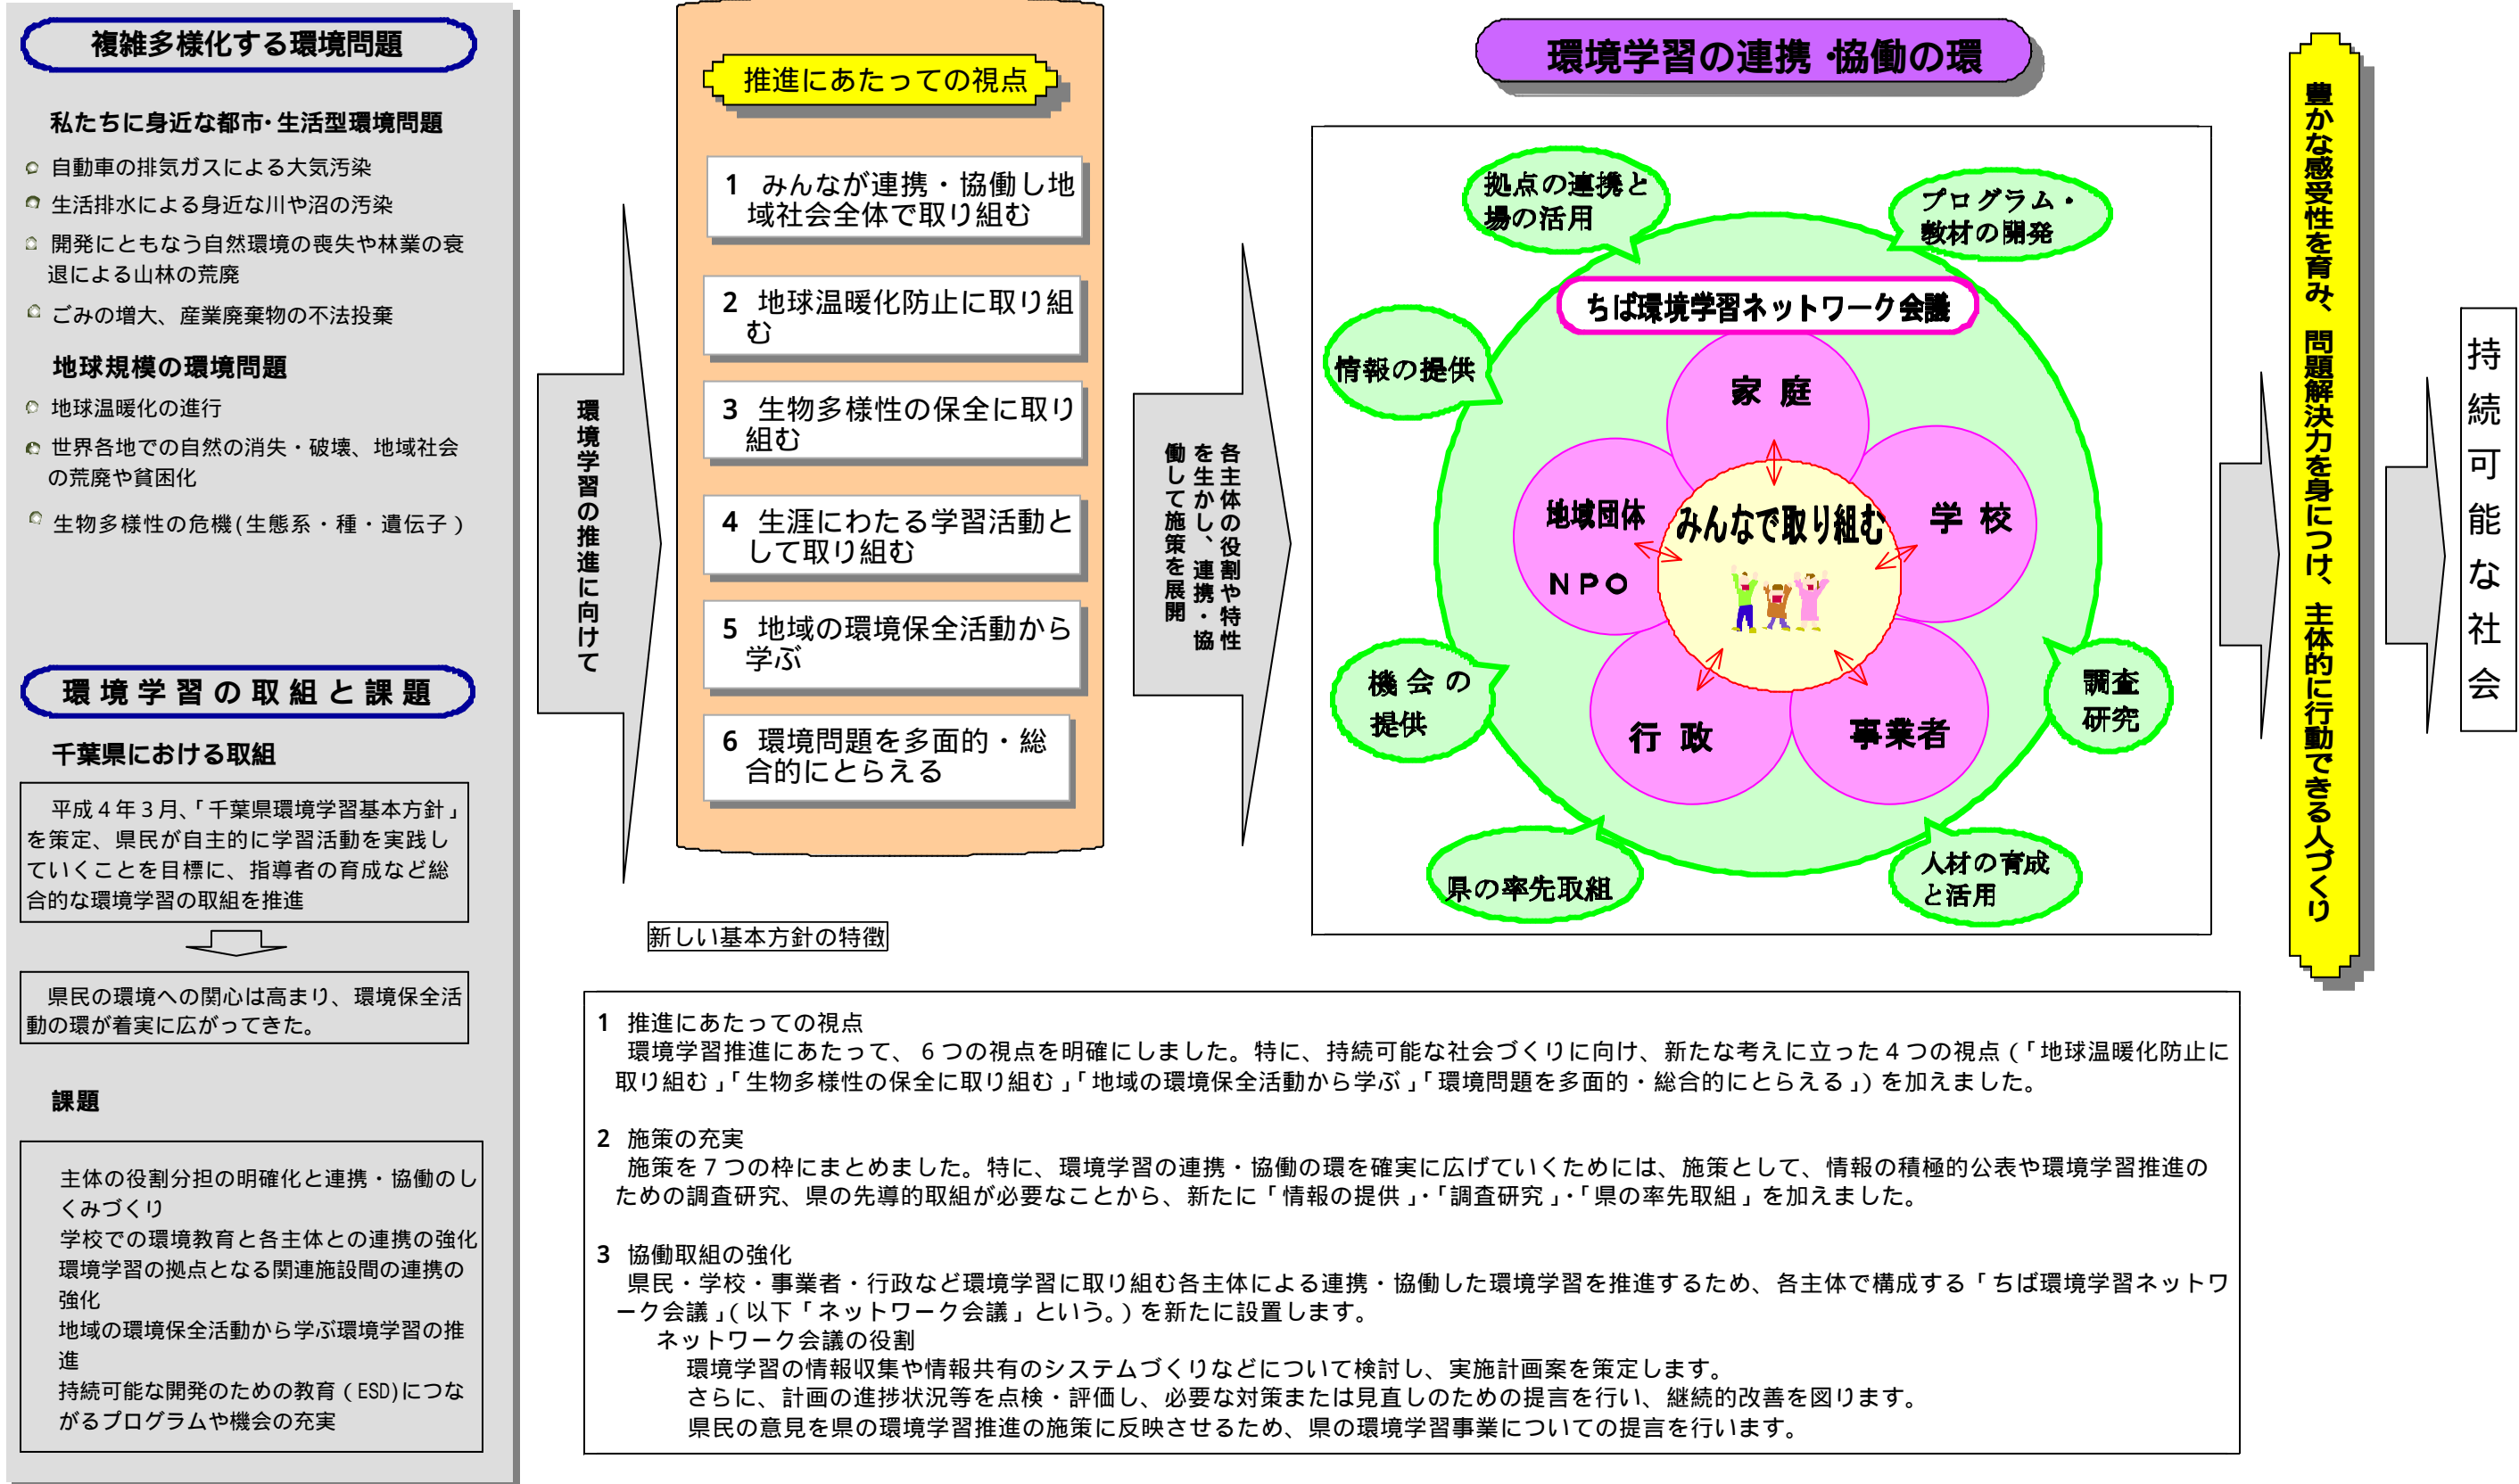 複雑多様化する環境問題
私たちに身近な都市・生活型環境問題
自動車の排気ガスによる大気汚染
生活排水による身近な川や沼の汚染
開発にともなう自然環境の喪失や林業の衰
退による山林の荒廃
ごみの増大、産業廃棄物の不法投棄
地球規模の環境問題
地球温暖化の進行
世界各地での自然の消失・破壊、地域社会
の荒廃や貧困化
生物多様性の危機(生態系・種・遺伝子)
環境学習の取組と課題
千葉県における取組
平成4年3月、「千葉県環境学習基本方針」
を策定、県民が自主的に学習活動を実践し
ていくことを目標に、指導者の育成など総
合的な環境学習の取組を推進
県民の環境への関心は高まり、環境保全活
動の環が着実に広がってきた。
課題
主体の役割分担の明確化と連携・協働のし
くみづくり
学校での環境教育と各主体との連携の強化
環境学習の拠点となる関連施設間の連携の
強化
地域の環境保全活動から学ぶ環境学習の推
進
持続可能な開発のための教育(ESD)につな
がるプログラムや機会の充実
環境学習の推進に向けて
推進にあたっての視点
1 みんなが連携・協働し地
域社会全体で取り組む
2 地球温暖化防止に取り組
む
3 生物多様性の保全に取り
組む
4 生涯にわたる学習活動と
して取り組む
5 地域の環境保全活動から
学ぶ
6 環境問題を多面的・総
合的にとらえる
各主体の役割や特性
を生かし、連携・協
働して施策を展開
環境学習の連携・協働の環
拠点の連携と
場の活用
プログラム・
教材の開発
ちば環境学習ネットワーク会議
情報の提供
家庭
地域団体
NPO
みんなで取り組む
学校
機会の
提供
調査
研究
行政
事業者
県の率先取組
人材の育成
と活用
豊かな感受性を育み、問題解決力を身につけ、主体的に行動できる人づくり
持続可能な社会
新しい基本方針の特徴
1 推進にあたっての視点
環境学習推進にあたって、6つの視点を明確にしました。特に、持続可能な社会づくりに向け、新たな考えに立った4つの視点(「地球温暖化防止に
取り組む」「生物多様性の保全に取り組む」「地域の環境保全活動から学ぶ」「環境問題を多面的・総合的にとらえる」)を加えました。
2 施策の充実
施策を7つの枠にまとめました。特に、環境学習の連携・協働の環を確実に広げていくためには、施策として、情報の積極的公表や環境学習推進の
ための調査研究、県の先導的取組が必要なことから、新たに「情報の提供」・「調査研究」・「県の率先取組」を加えました。
3 協働取組の強化
県民・学校・事業者・行政など環境学習に取り組む各主体による連携・協働した環境学習を推進するため、各主体で構成する「ちば環境学習ネットワ
ーク会議」(以下「ネットワーク会議」という。)を新たに設置します。
ネットワーク会議の役割
環境学習の情報収集や情報共有のシステムづくりなどについて検討し、実施計画案を策定します。
さらに、計画の進捗状況等を点検・評価し、必要な対策または見直しのための提言を行い、継続的改善を図ります。
県民の意見を県の環境学習推進の施策に反映させるため、県の環境学習事業についての提言を行います。